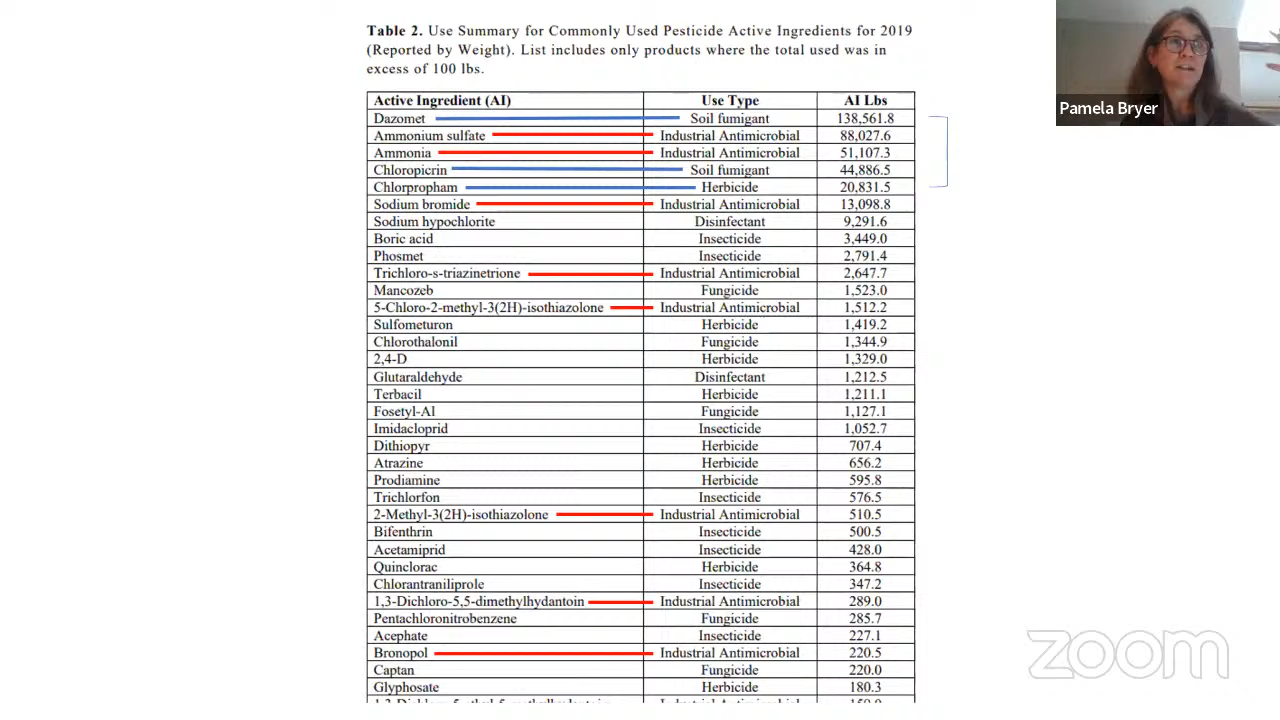 Table 2. Use Summary for Commonly Used Pesticide Active Ingredients for 2019
(Reported by Weight). List includes only products where the total used was in
excess of 100 lbs.
Active Ingredient (AI) Use Type AI Lbs
Dazomet Soil fumigant 138,561.8
Ammonium sulfate Industrial Antimicrobial 88,027.6
Ammonia Industrial Antimicrobial 51,107.3
Chloropicrin Soil fumigant 44,886.5
Chlorpropham Herbicide 20,831.5
Sodium bromide Industrial Antimicrobial 13,098.8
Sodium hypochlorite Disinfectant 9,291.6
Boric acid Insecticide 3,449.0
Phosmet Insecticide 2,791.4
Trichloro-s-triazinetrione Industrial Antimicrobial 2,647.7
Mancozeb Fungicide 1,523.0
5-Chloro-2-methyl-3(2H)-isothiazolone Industrial Antimicrobial 1,512.2
Sulfometuron Herbicide 1,419.2
Chlorothalonil Fungicide 1,344.9
2,4-D Herbicide 1,329.0
Glutaraldehyde Disinfectant 1,212.5
Terbacil Herbicide 1,211.1
Fosetyl-Al Fungicide 1,127.1
Imidacloprid Insecticide 1,052.7
Dithiopyr Herbicide 707.4
Atrazine Herbicide 656.2
Prodiamine Herbicide 595.8
Trichlorfon Insecticide 576.5
2-Methyl-3(2H)-isothiazolone Industrial Antimicrobial 510.5
Bifenthrin Insecticide 500.5
Acetamiprid Insecticide 428.0
Quinclorac Herbicide 364.8
Chlorantraniliprole Insecticide 347.2
1,3-Dichloro-5,5-dimethylhydantoin Industrial Antimicrobial 289.0
Pentachloronitrobenzene Fungicide 285.7
Acephate Insecticide 227.1
Bronopol Industrial Antimicrobial 220.5
Captan Fungicide 220.0
Glyphosate Herbicide 180.3
Pamela Bryer
zoom